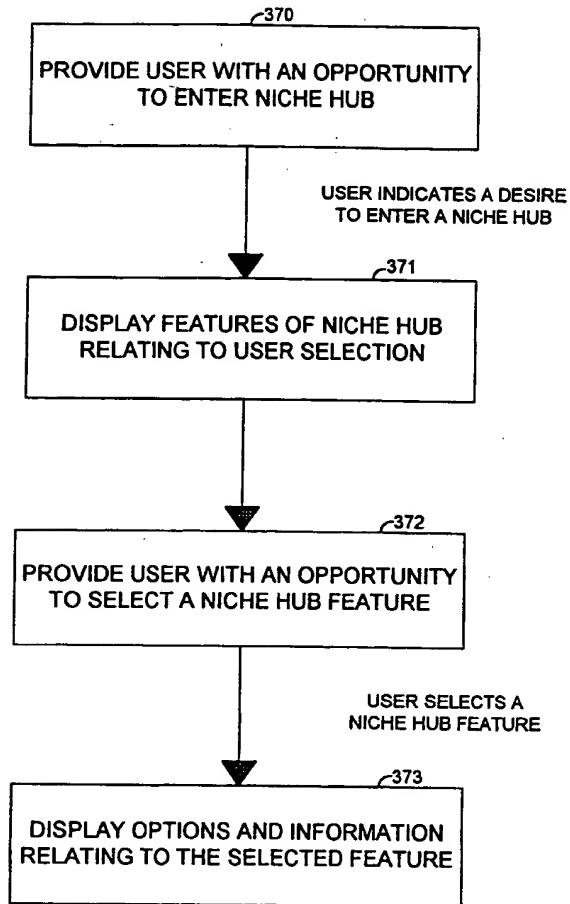 370
PROVIDE USER WITH AN OPPORTUNITY
TO ENTER NICHE HUB
USER INDICATES A DESIRE
TO ENTER A NICHE HUB
371
DISPLAY FEATURES OF NICHE HUB
RELATING TO USER SELECTION
372
PROVIDE USER WITH AN OPPORTUNITY
TO SELECT A NICHE HUB FEATURE
USER SELECTS A
NICHE HUB FEATURE
373
DISPLAY OPTIONS AND INFORMATION
RELATING TO THE SELECTED FEATURE